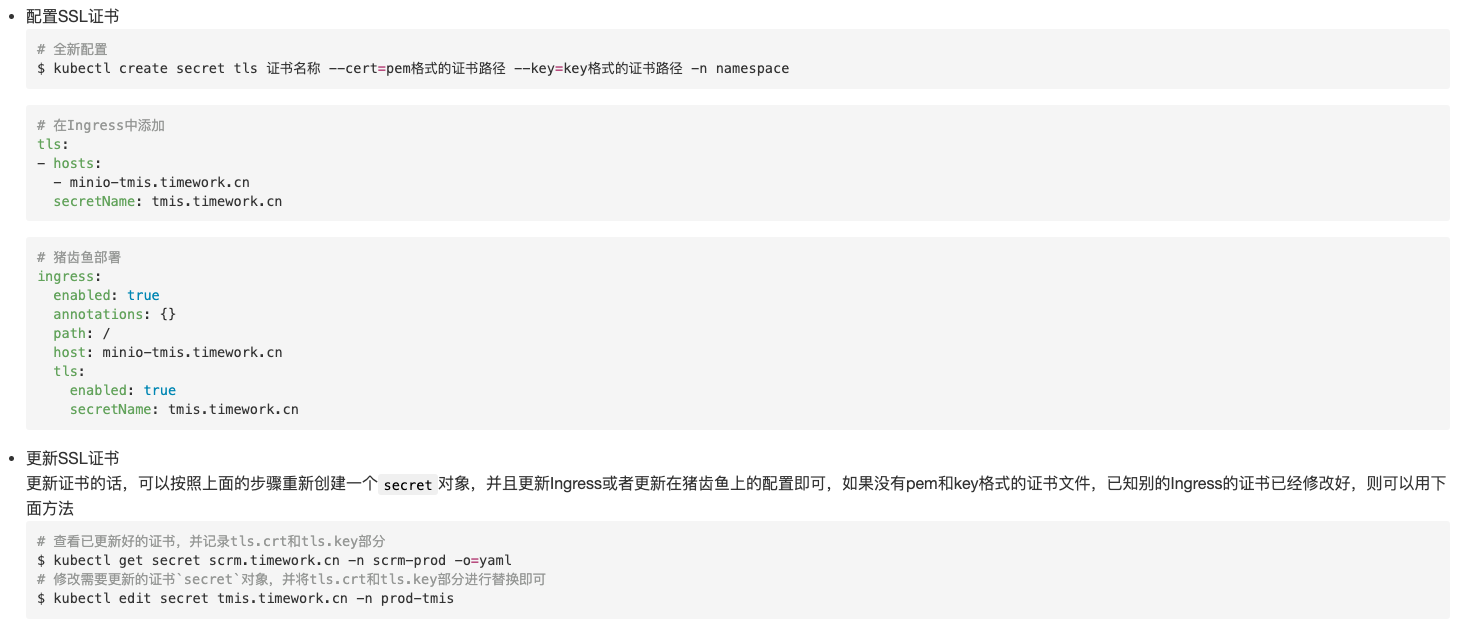 • 配置SSL证书
# 全新配置
$ kubectl create secret tls 证书名称 --cert=pem格式的证书路径 --key=key格式的证书路径 -n namespace
# 在Ingress中添加
tls:
- hosts:
  - minio-tmis.timework.cn
  secretName: tmis.timework.cn
# 猪齿鱼部署
ingress:
  enabled: true
  annotations: {}
  path: /
  host: minio-tmis.timework.cn
  tls:
    enabled: true
    secretName: tmis.timework.cn
• 更新SSL证书
更新证书的话，可以按照上面的步骤重新创建一个 secret 对象，并且更新Ingress或者更新在猪齿鱼上的配置即可，如果没有pem和key格式的证书文件，已知别的Ingress的证书已经修改好，则可以用下
面方法
# 查看已更新好的证书，并记录tls.crt和tls.key部分
$ kubectl get secret scrm.timework.cn -n scrm-prod -o=yaml
# 修改需要更新的证书`secret`对象，并将tls.crt和tls.key部分进行替换即可
$ kubectl edit secret tmis.timework.cn -n prod-tmis